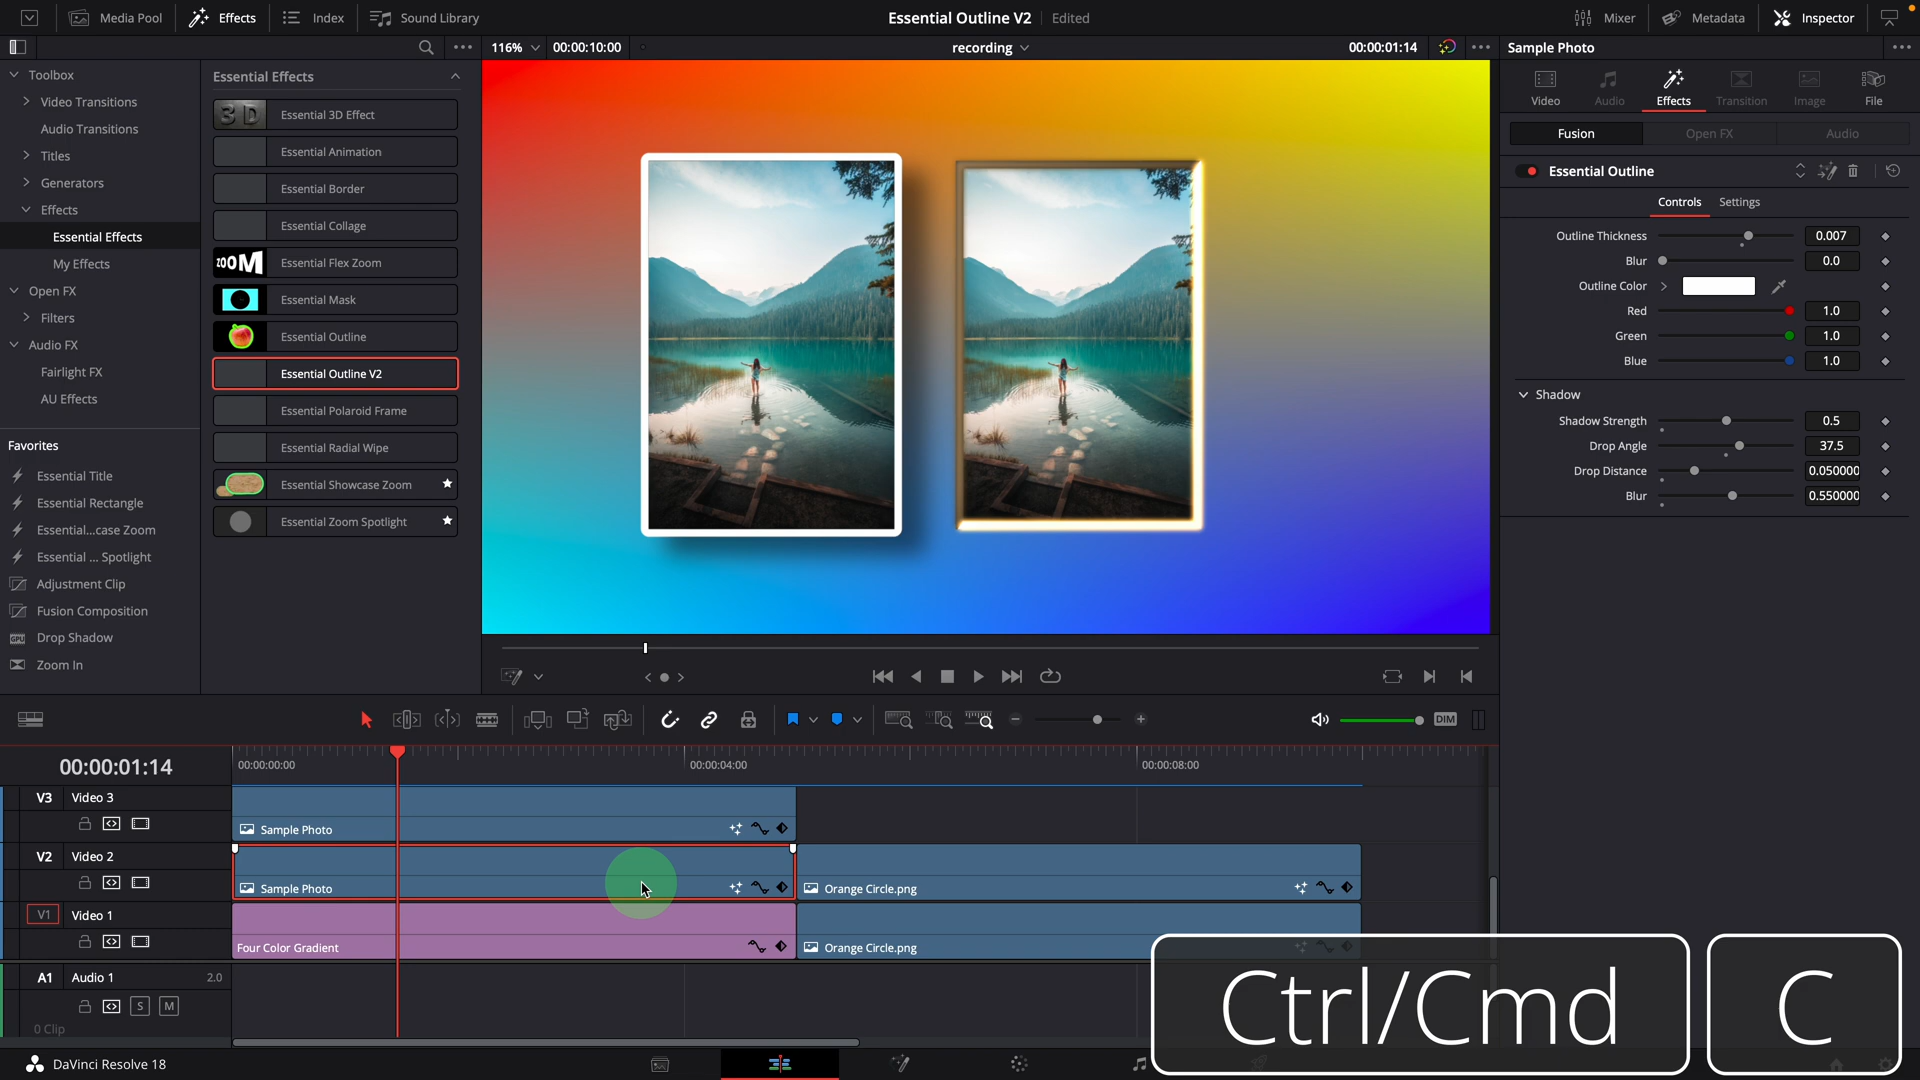 Media Pool
Effects
Index
Sound Library
Essential Outline V2
Edited
Mixer
Metadata
Inspector
116%
00:00:10:00
recording
00:00:01:14
Sample Photo
Toolbox
Video Transitions
Audio Transitions
Titles
Generators
Effects
Essential Effects
My Effects
Open FX
Filters
Audio FX
Fairlight FX
AU Effects
Favorites
Essential Title
Essential Rectangle
Essential...case Zoom
Essential ... Spotlight
Adjustment Clip
Fusion Composition
Drop Shadow
Zoom In
Essential Effects
3D Essential 3D Effect
Essential Animation
Essential Border
Essential Collage
ZOOM Essential Flex Zoom
Essential Mask
Essential Outline
Essential Outline V2
Essential Polaroid Frame
Essential Radial Wipe
Essential Showcase Zoom
Essential Zoom Spotlight
Video
Audio
Effects
Transition
Image
File
Fusion
Open FX
Audio
Essential Outline
Controls
Settings
Outline Thickness 0.007
Blur 0.0
Outline Color
Red 1.0
Green 1.0
Blue 1.0
Shadow
Shadow Strength 0.5
Drop Angle 37.5
Drop Distance 0.050000
Blur 0.550000
DIM
00:00:01:14
00:00:00:00
00:00:04:00
00:00:08:00
V3 Video 3
Sample Photo
V2 Video 2
Sample Photo
Orange Circle.png
V1 Video 1
Four Color Gradient
Orange Circle.png
A1 Audio 1 2.0
S M
0 Clip
Ctrl/Cmd C
DaVinci Resolve 18